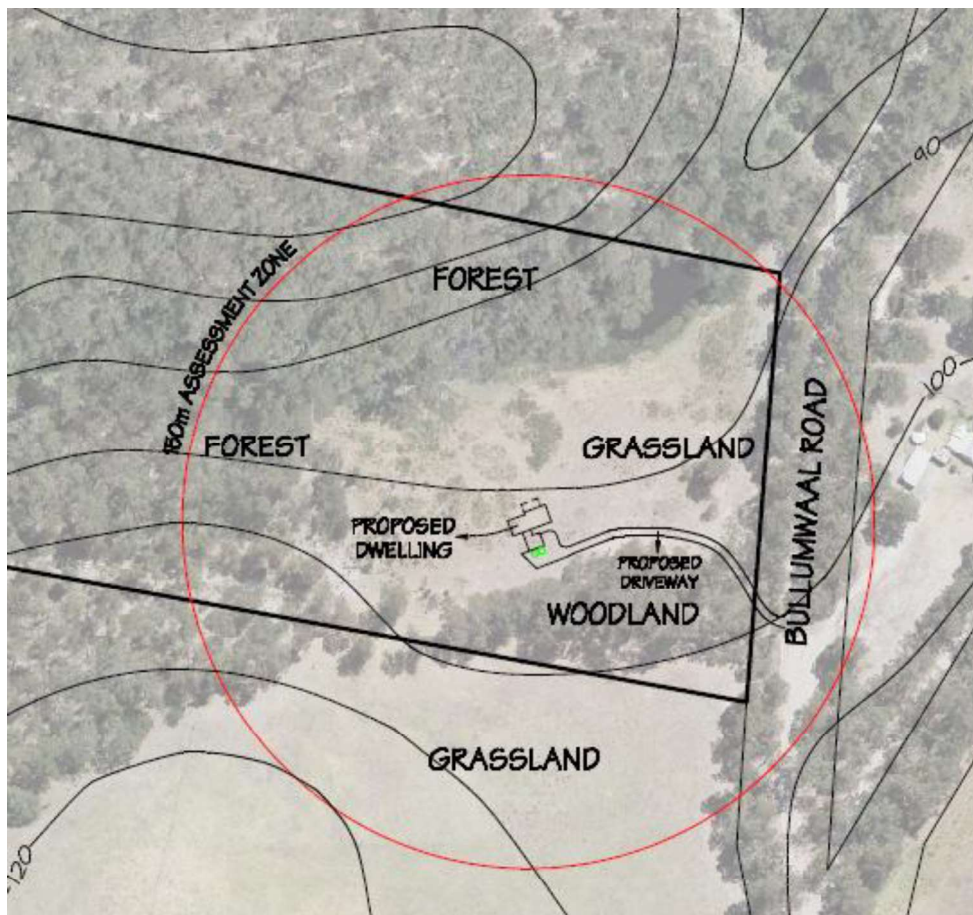 90
150m ASSESSMENT ZONE
FOREST
100
FOREST
GRASSLAND
BULLUMWAAL ROAD
PROPOSED
DWELLING
PROPOSED
DRIVEWAY
WOODLAND
GRASSLAND
120